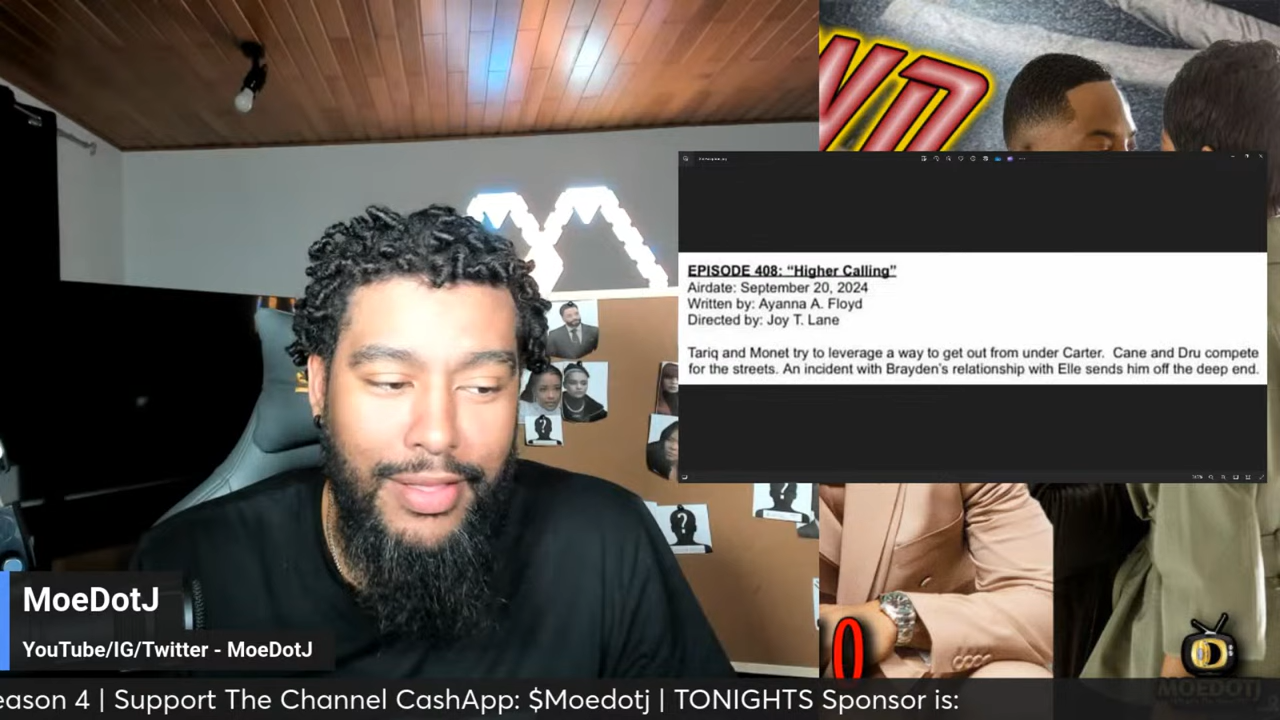 ND
EPISODE 408: “Higher Calling”
Airdate: September 20, 2024
Written by: Ayanna A. Floyd
Directed by: Joy T. Lane
Tariq and Monet try to leverage a way to get out from under Carter.  Cane and Dru compete
for the streets. An incident with Brayden’s relationship with Elle sends him off the deep end.
?
?
?
MoeDotJ
YouTube/IG/Twitter - MoeDotJ
0
D
MOEDOTJ
eason 4 | Support The Channel CashApp: $Moedotj | TONIGHTS Sponsor is: